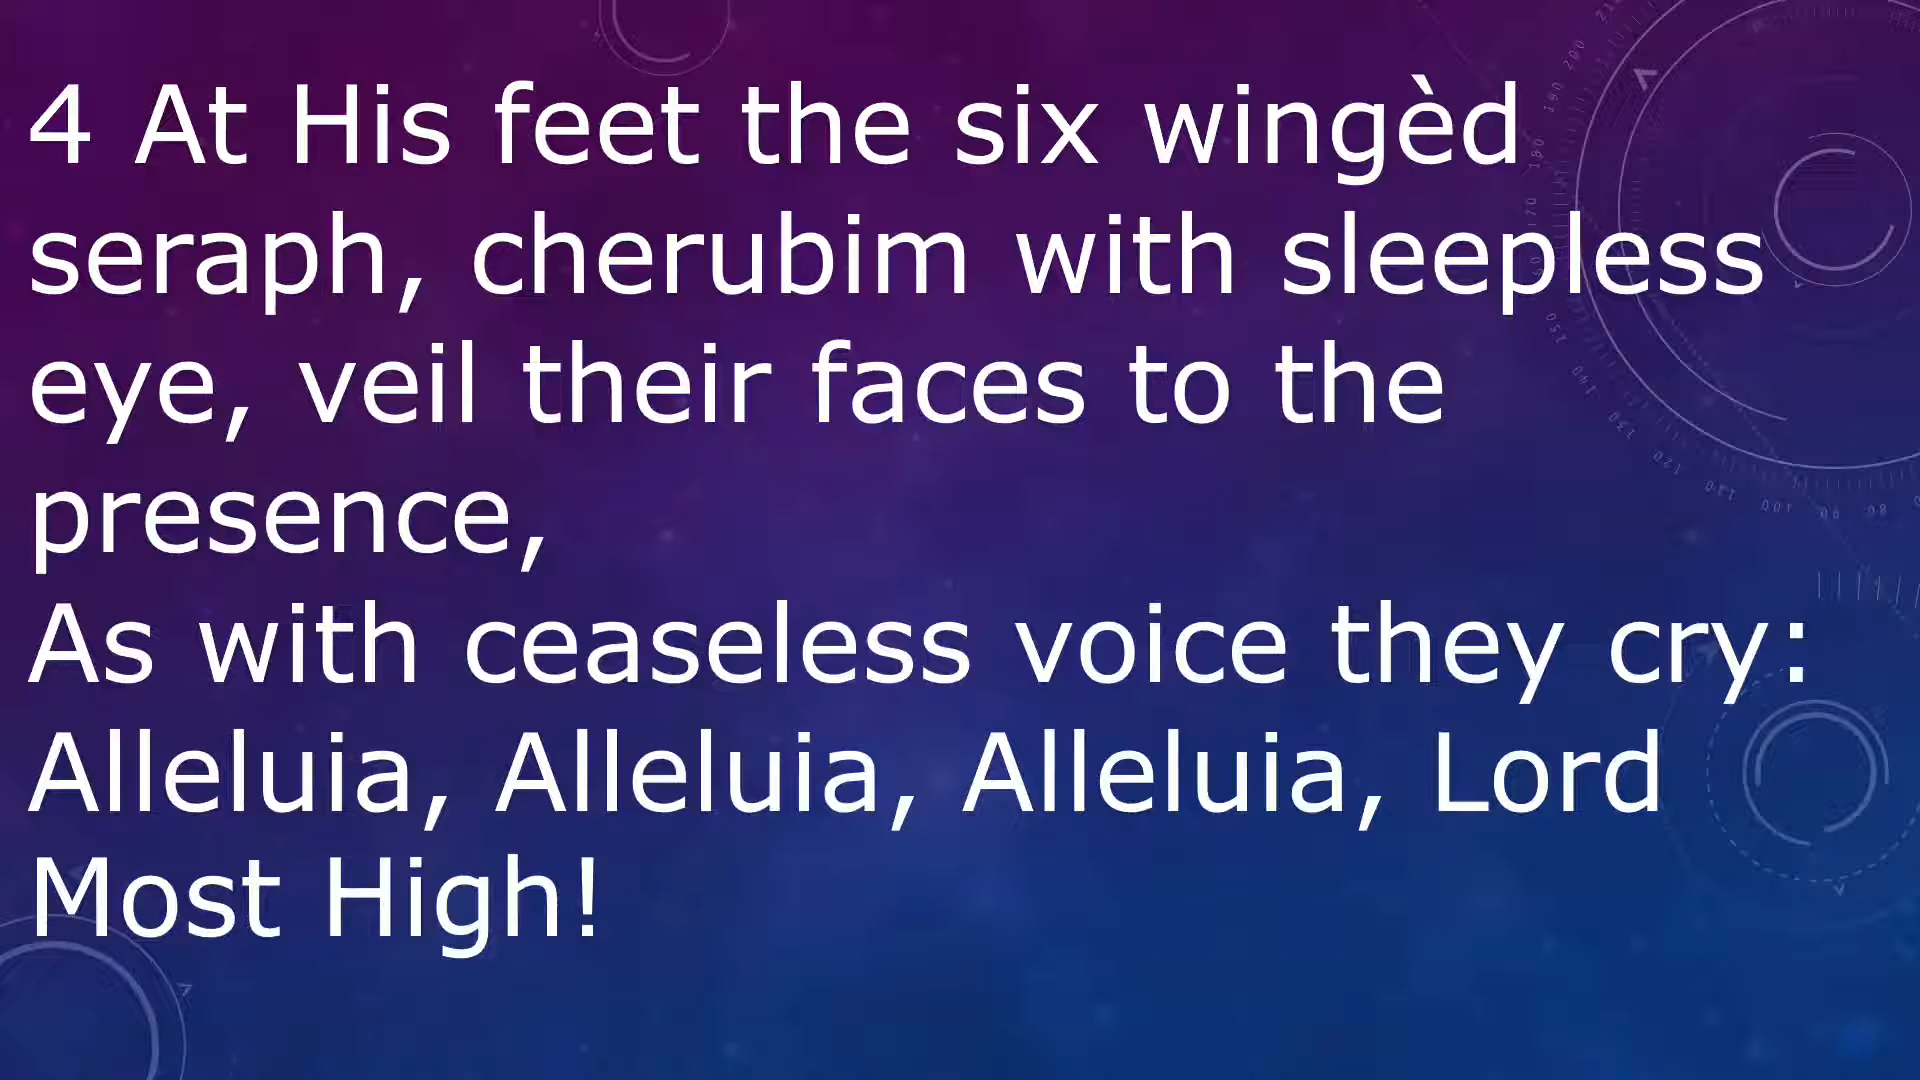 4 At His feet the six wingèd
seraph, cherubim with sleepless
eye, veil their faces to the
presence,
As with ceaseless voice they cry:
Alleluia, Alleluia, Alleluia, Lord
Most High!